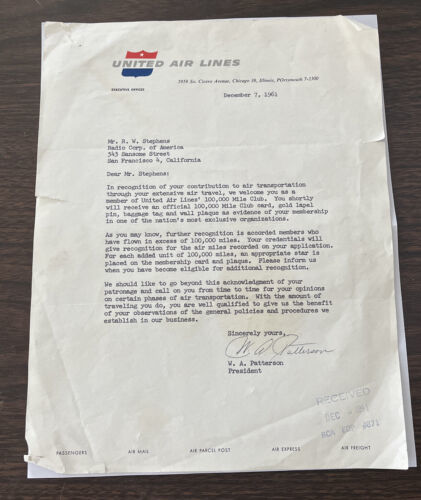 UNITED AIR LINES
5959 So. Cicero Avenue, Chicago 38, Illinois, POrtsmouth 7-3300
EXECUTIVE OFFICES
December 7, 1961
Mr. R. W. Stephens
Radio Corp. of America
543 Sansome Street
San Francisco 4, California
Dear Mr. Stephens:
In recognition of your contribution to air transportation
through your extensive air travel, we welcome you as a
member of United Air Lines' 100,000 Mile Club. You shortly
will receive an official 100,000 Mile Club card, gold lapel
pin, baggage tag and wall plaque as evidence of your membership
in one of the nation's most exclusive organizations.
As you may know, further recognition is accorded members who
have flown in excess of 100,000 miles. Your credentials will
give recognition for the air miles recorded on your application.
For each added unit of 100,000 miles, an appropriate star is
placed on the membership card and plaque. Please inform us
when you have become eligible for additional recognition.
We should like to go beyond this acknowledgment of your
patronage and call on you from time to time for your opinions
on certain phases of air transportation. With the amount of
traveling you do, you are well qualified to give us the benefit
of your observations of the general policies and procedures we
establish in our business.
Sincerely yours,
W. A. Patterson
W. A. Patterson
President
RECEIVED
DEC
RCA
PASSENGERS AIR MAIL AIR PARCEL POST AIR EXPRESS AIR FREIGHT